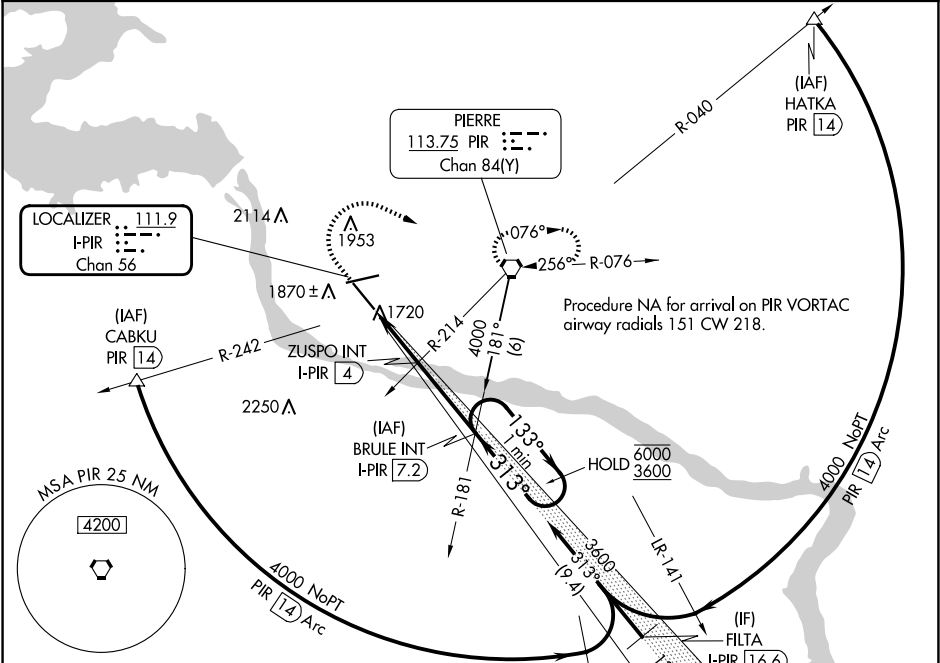 (IAF)
HATKA
PIR 14
R-040
PIERRE
113.75 PIR
Chan 84(Y)
LOCALIZER 111.9
I-PIR
Chan 56
2114
1953
076°
256°
R-076
1870 ±
1720
Procedure NA for arrival on PIR VORTAC
airway radials 151 CW 218.
(IAF)
CABKU
PIR 14
R-242
ZUSPO INT
I-PIR 4
R-214
4000
181°
(6)
2250
(IAF)
BRULE INT
I-PIR 7.2
133°
1 min
313°
HOLD 6000
3600
R-181
MSA PIR 25 NM
4200
4000 NoPT
PIR 14 Arc
4000 NoPT
PIR 14 Arc
3600
313°
(9.4)
LR-141
(IF)
FILTA
I-PIR 16.6